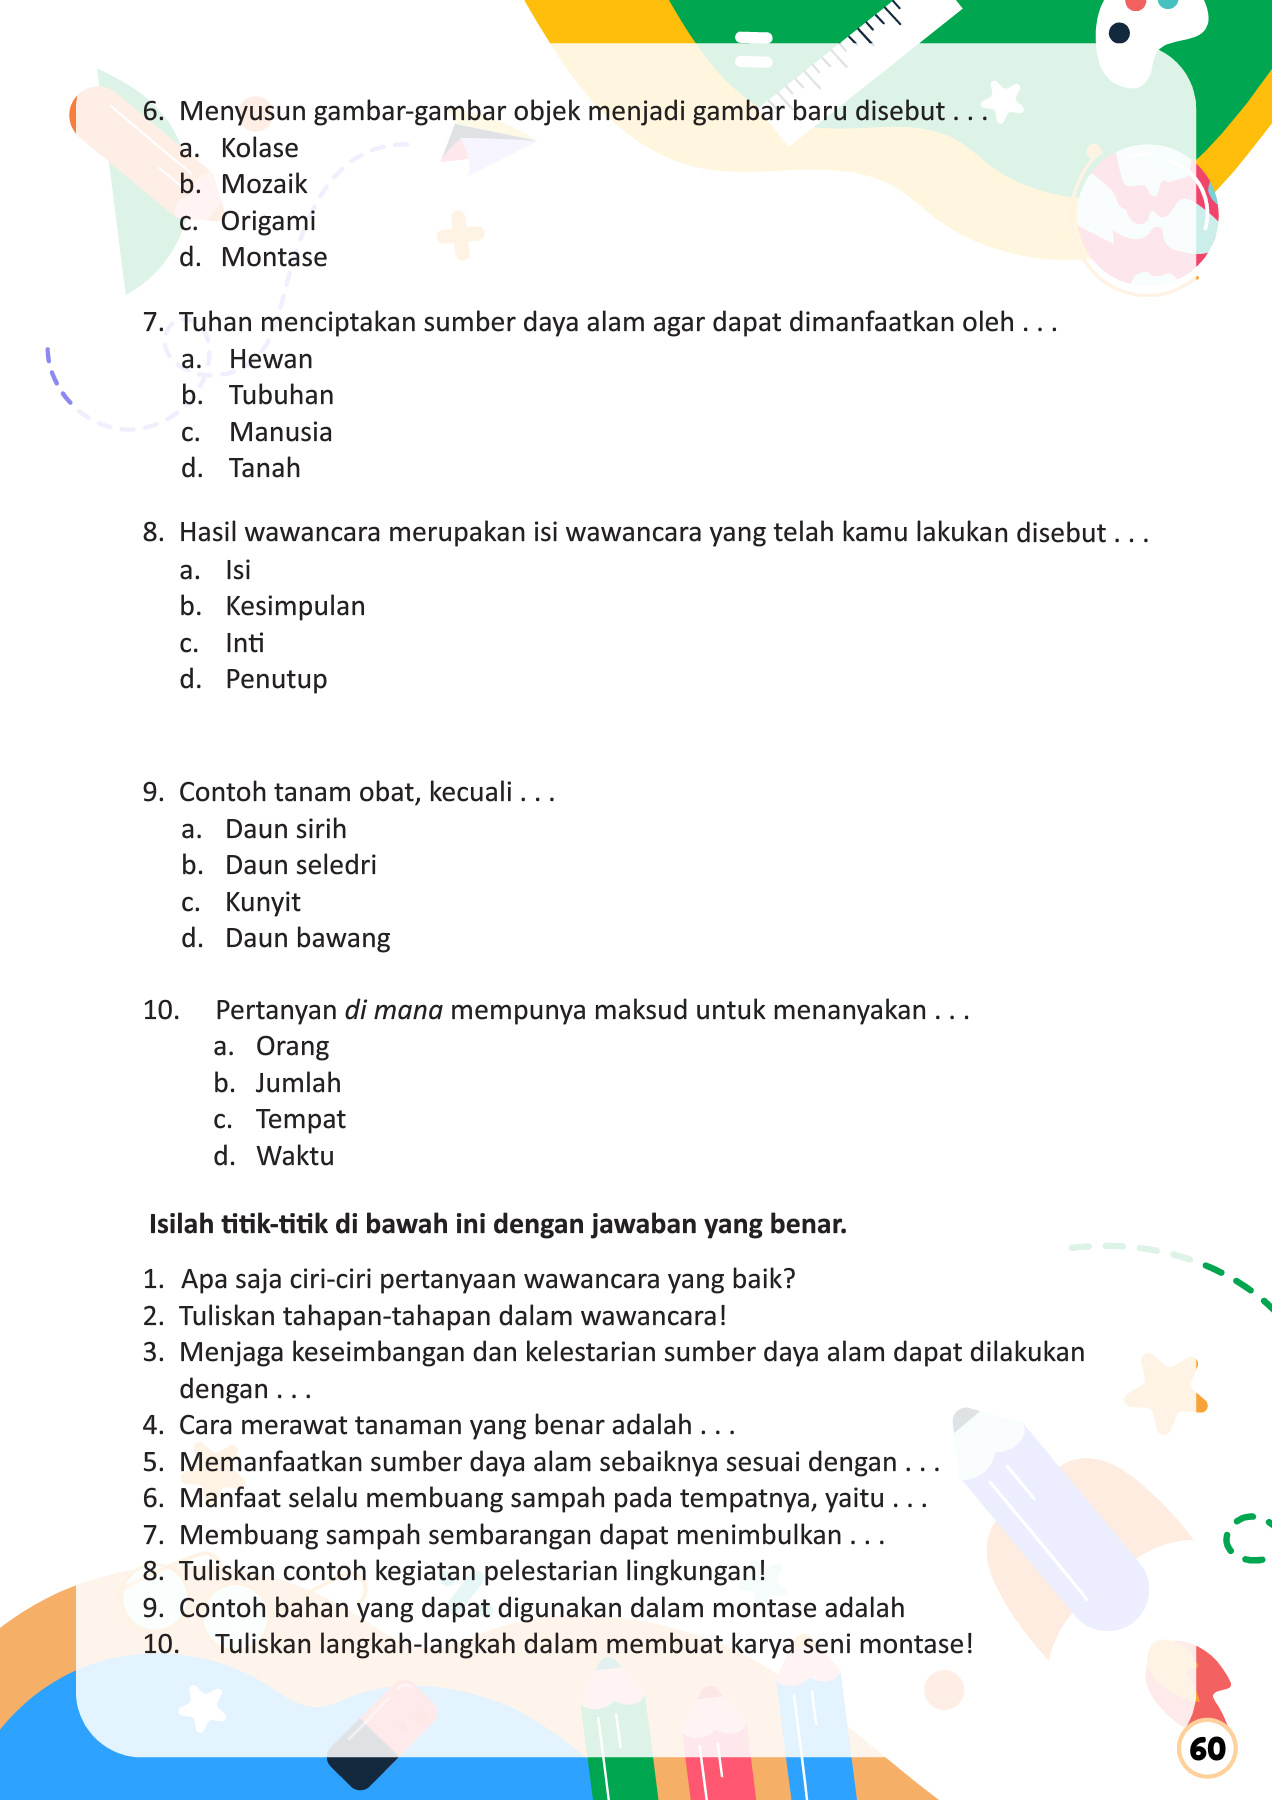 6. Menyusun gambar-gambar objek menjadi gambar baru disebut . . .
a. Kolase
b. Mozaik
c. Origami
d. Montase
7. Tuhan menciptakan sumber daya alam agar dapat dimanfaatkan oleh . . .
a. Hewan
b. Tubuhan
c. Manusia
d. Tanah
8. Hasil wawancara merupakan isi wawancara yang telah kamu lakukan disebut . . .
a. Isi
b. Kesimpulan
c. Inti
d. Penutup
9. Contoh tanam obat, kecuali . . .
a. Daun sirih
b. Daun seledri
c. Kunyit
d. Daun bawang
10. Pertanyan di mana mempunya maksud untuk menanyakan . . .
a. Orang
b. Jumlah
c. Tempat
d. Waktu
Isilah titik-titik di bawah ini dengan jawaban yang benar.
1. Apa saja ciri-ciri pertanyaan wawancara yang baik?
2. Tuliskan tahapan-tahapan dalam wawancara!
3. Menjaga keseimbangan dan kelestarian sumber daya alam dapat dilakukan
dengan . . .
4. Cara merawat tanaman yang benar adalah . . .
5. Memanfaatkan sumber daya alam sebaiknya sesuai dengan . . .
6. Manfaat selalu membuang sampah pada tempatnya, yaitu . . .
7. Membuang sampah sembarangan dapat menimbulkan . . .
8. Tuliskan contoh kegiatan pelestarian lingkungan!
9. Contoh bahan yang dapat digunakan dalam montase adalah
10. Tuliskan langkah-langkah dalam membuat karya seni montase!
60